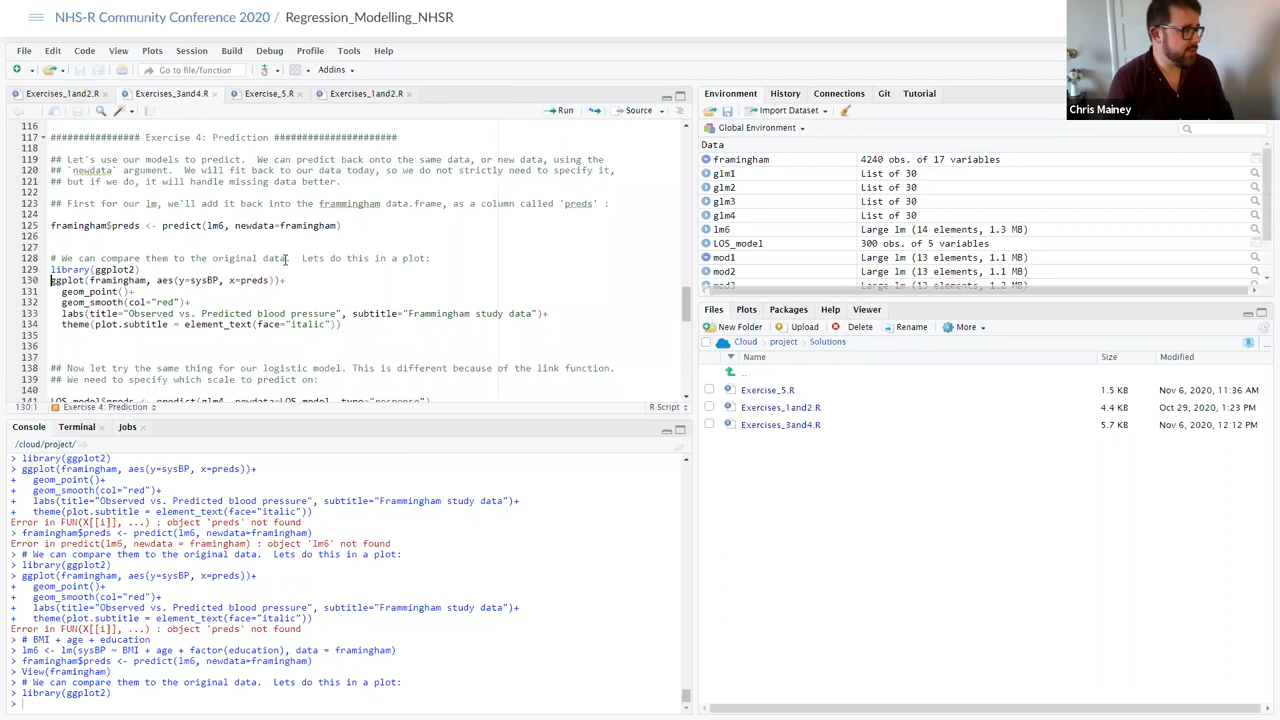 NHS-R Community Conference 2020 / Regression_Modelling_NHSR
Chris Mainey
File Edit Code View Plots Session Build Debug Profile Tools Help
Go to file/function Addins
Exercises_1and2.R Exercises_3and4.R Exercise_5.R Exercises_1and2.R
Run Source
116
117 ################ Exercise 4: Prediction ######################
118
119 ## Let's use our models to predict.  We can predict back onto the same data, or new data, using the
120 ## `newdata` argument.  We will fit back to our data today, so we do not strictly need to specify it,
121 ## but if we do, it will handle missing data better.
122
123 ## First for our lm, we'll add it back into the frammingham data.frame, as a column called 'preds' :
124
125 framingham$preds <- predict(lm6, newdata=framingham)
126
127
128 # We can compare them to the original data.  Lets do this in a plot:
129 library(ggplot2)
130 ggplot(framingham, aes(y=sysBP, x=preds))+
131   geom_point()+
132   geom_smooth(col="red")+
133   labs(title="Observed vs. Predicted blood pressure", subtitle="Frammingham study data")+
134   theme(plot.subtitle = element_text(face="italic"))
135
136
137
138 ## Now let try the same thing for our logistic model. This is different because of the link function.
139 ## We need to specify which scale to predict on:
140
141 LOS_model$preds <- predict(glm4, newdata=LOS_model, type="response")
130:1 Exercise 4: Prediction R Script
Console Terminal Jobs
/cloud/project/
> library(ggplot2)
> ggplot(framingham, aes(y=sysBP, x=preds))+
+   geom_point()+
+   geom_smooth(col="red")+
+   labs(title="Observed vs. Predicted blood pressure", subtitle="Frammingham study data")+
+   theme(plot.subtitle = element_text(face="italic"))
Error in FUN(X[[i]], ...) : object 'preds' not found
> framingham$preds <- predict(lm6, newdata=framingham)
Error in predict(lm6, newdata = framingham) : object 'lm6' not found
> # We can compare them to the original data.  Lets do this in a plot:
> library(ggplot2)
> ggplot(framingham, aes(y=sysBP, x=preds))+
+   geom_point()+
+   geom_smooth(col="red")+
+   labs(title="Observed vs. Predicted blood pressure", subtitle="Frammingham study data")+
+   theme(plot.subtitle = element_text(face="italic"))
Error in FUN(X[[i]], ...) : object 'preds' not found
> # BMI + age + education
> lm6 <- lm(sysBP ~ BMI + age + factor(education), data = framingham)
> framingham$preds <- predict(lm6, newdata=framingham)
> View(framingham)
> # We can compare them to the original data.  Lets do this in a plot:
> library(ggplot2)
>
Environment History Connections Git Tutorial
Import Dataset
Global Environment
Data
framingham 4240 obs. of 17 variables
glm1 List of 30
glm2 List of 30
glm3 List of 30
glm4 List of 30
lm6 Large lm (14 elements, 1.3 MB)
LOS_model 300 obs. of 5 variables
mod1 Large lm (13 elements, 1.1 MB)
mod2 Large lm (13 elements, 1.1 MB)
mod3 Large lm (13 elements, 1.2 MB)
Files Plots Packages Help Viewer
New Folder Upload Delete Rename More
Cloud project Solutions
Name Size Modified
..
Exercise_5.R 1.5 KB Nov 6, 2020, 11:36 AM
Exercises_1and2.R 4.4 KB Oct 29, 2020, 1:23 PM
Exercises_3and4.R 5.7 KB Nov 6, 2020, 12:12 PM